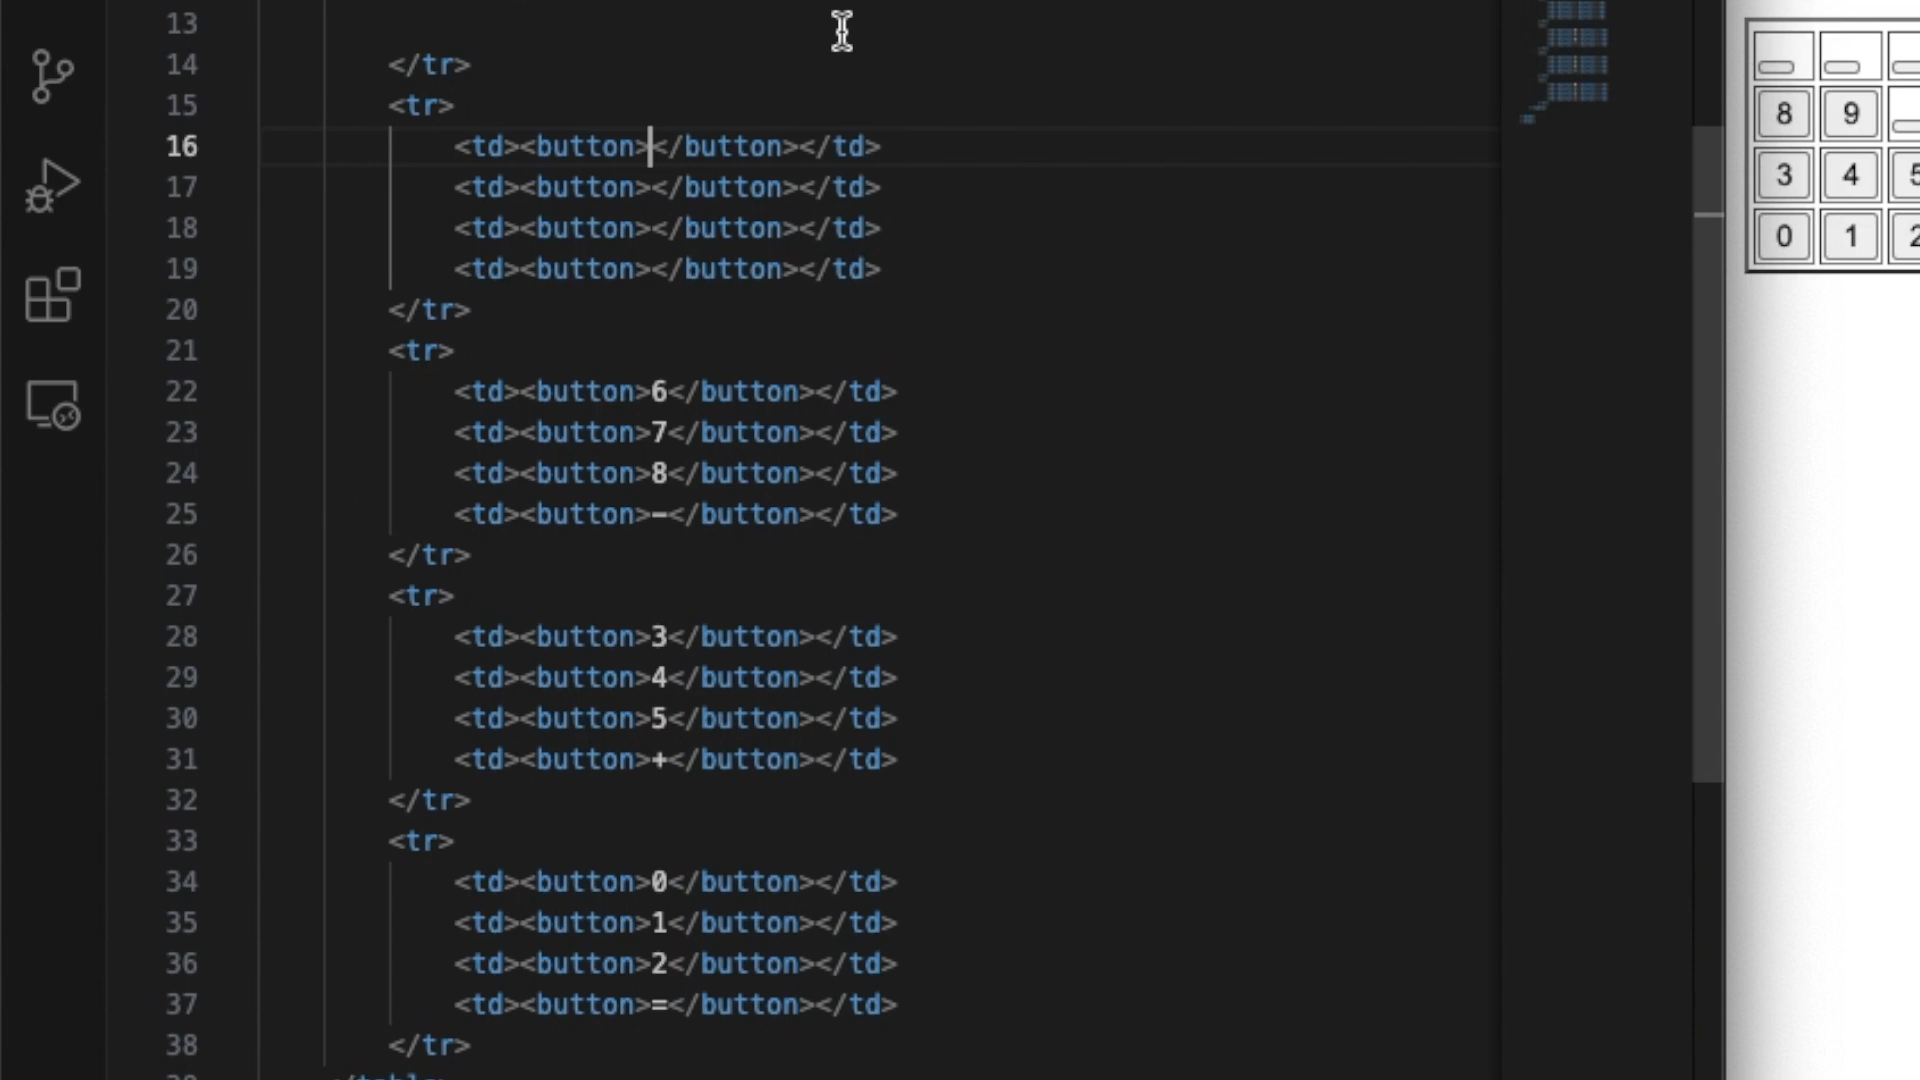 13
14 </tr>
15 <tr>
16 <td><button></button></td>
17 <td><button></button></td>
18 <td><button></button></td>
19 <td><button></button></td>
20 </tr>
21 <tr>
22 <td><button>6</button></td>
23 <td><button>7</button></td>
24 <td><button>8</button></td>
25 <td><button>-</button></td>
26 </tr>
27 <tr>
28 <td><button>3</button></td>
29 <td><button>4</button></td>
30 <td><button>5</button></td>
31 <td><button>+</button></td>
32 </tr>
33 <tr>
34 <td><button>0</button></td>
35 <td><button>1</button></td>
36 <td><button>2</button></td>
37 <td><button>=</button></td>
38 </tr>
8 9
3 4 5
0 1 2